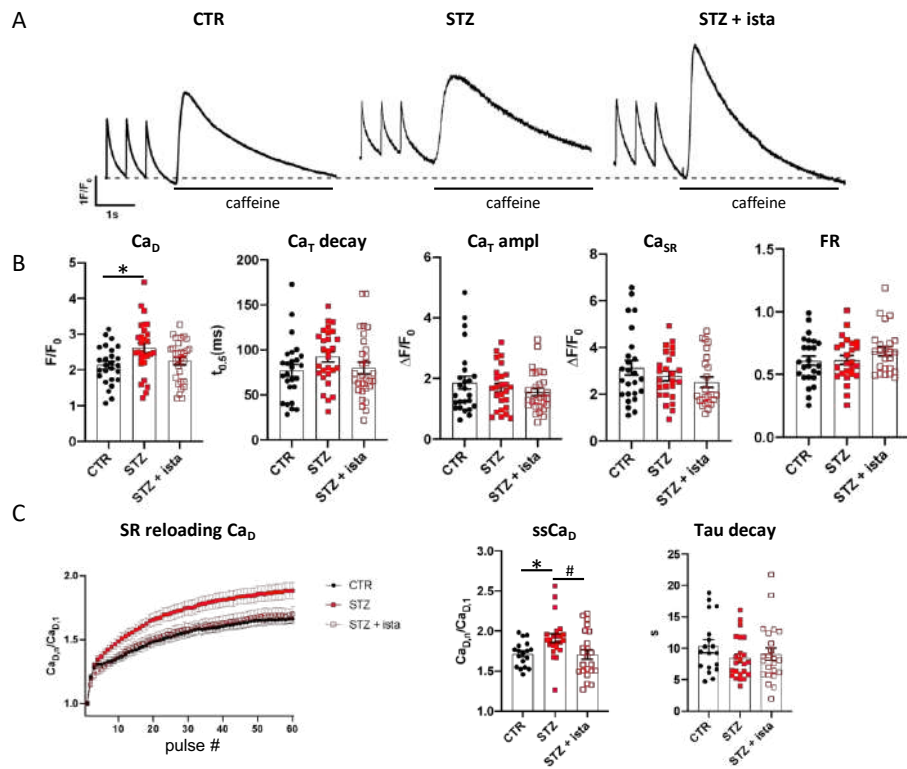 A
CTR
STZ
STZ + ista
1F/F0
1s
caffeine
caffeine
caffeine
B
CaD
CaT decay
CaT ampl
CaSR
FR
F/F0
5
4
3
2
1
0
*
CTR
STZ
STZ + ista
t0.5(ms)
200
150
100
50
0
CTR
STZ
STZ + ista
ΔF/F0
6
4
2
0
CTR
STZ
STZ + ista
ΔF/F0
8
6
4
2
0
CTR
STZ
STZ + ista
1.5
1.0
0.5
0.0
CTR
STZ
STZ + ista
C
SR reloading CaD
CaD,n/CaD,1
2.0
1.5
1.0
10
20
30
40
50
60
pulse #
CTR
STZ
STZ + ista
ssCaD
CaD,n/CaD,1
3.0
2.5
2.0
1.5
1.0
*
#
CTR
STZ
STZ + ista
Tau decay
s
25
20
15
10
5
0
CTR
STZ
STZ + ista